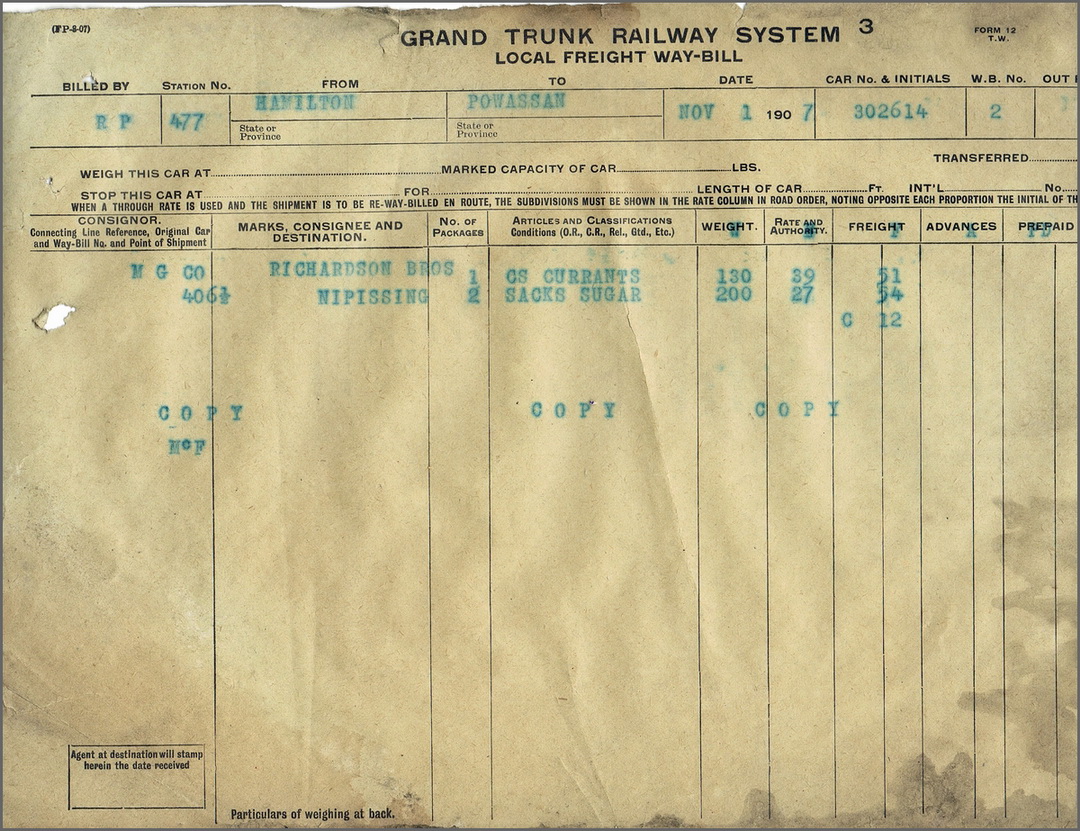 (F P-8-07)
GRAND TRUNK RAILWAY SYSTEM 3
FORM 12
T.W.
LOCAL FREIGHT WAY-BILL
BILLED BY STATION No. FROM TO DATE CAR No. & INITIALS W.B. No. OUT
R P 477 HAMILTON POWASSAN NOV 1 1907 302614 2
State or Province State or Province
TRANSFERRED
WEIGH THIS CAR AT MARKED CAPACITY OF CAR LBS.
STOP THIS CAR AT FOR LENGTH OF CAR FT. INT'L No.
WHEN A THROUGH RATE IS USED AND THE SHIPMENT IS TO BE RE-WAY-BILLED EN ROUTE, THE SUBDIVISIONS MUST BE SHOWN IN THE RATE COLUMN IN ROAD ORDER, NOTING OPPOSITE EACH PROPORTION THE INITIAL OF TH
CONSIGNOR.
Connecting Line Reference, Original Car
and Way-Bill No. and Point of Shipment
MARKS, CONSIGNEE AND
DESTINATION.
No. OF
PACKAGES
ARTICLES AND CLASSIFICATIONS
Conditions (O.R., C.R., Rel., Gtd., Etc.)
WEIGHT.
RATE AND
AUTHORITY.
FREIGHT
ADVANCES
PREPAID
M G CO RICHARDSON BROS 1 CS CURRANTS 130 39 51
406½ NIPISSING 2 SACKS SUGAR 200 27 54
C 12
COPY COPY COPY
McF
Agent at destination will stamp
herein the date received
Particulars of weighing at back.